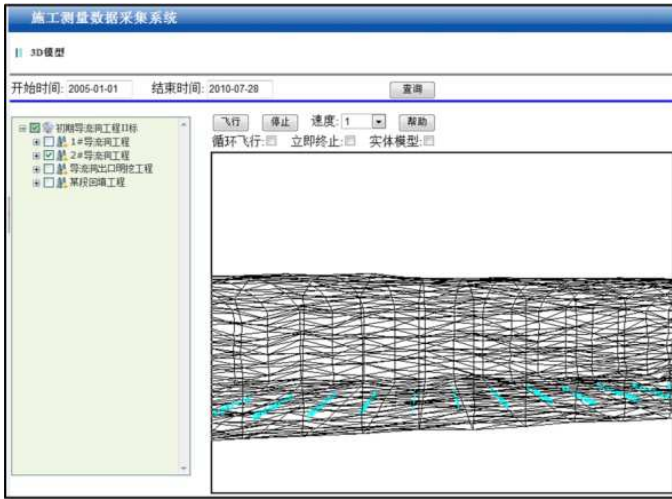 施工测量数据采集系统
3D模型
开始时间: 2005-01-01 结束时间: 2010-07-28 查询
飞行 停止 速度: 1 帮助
循环飞行: 立即终止: 实体模型:
初期导流洞工程II标
1#导流洞工程
2#导流洞工程
导流洞出口明挖工程
某段回填工程